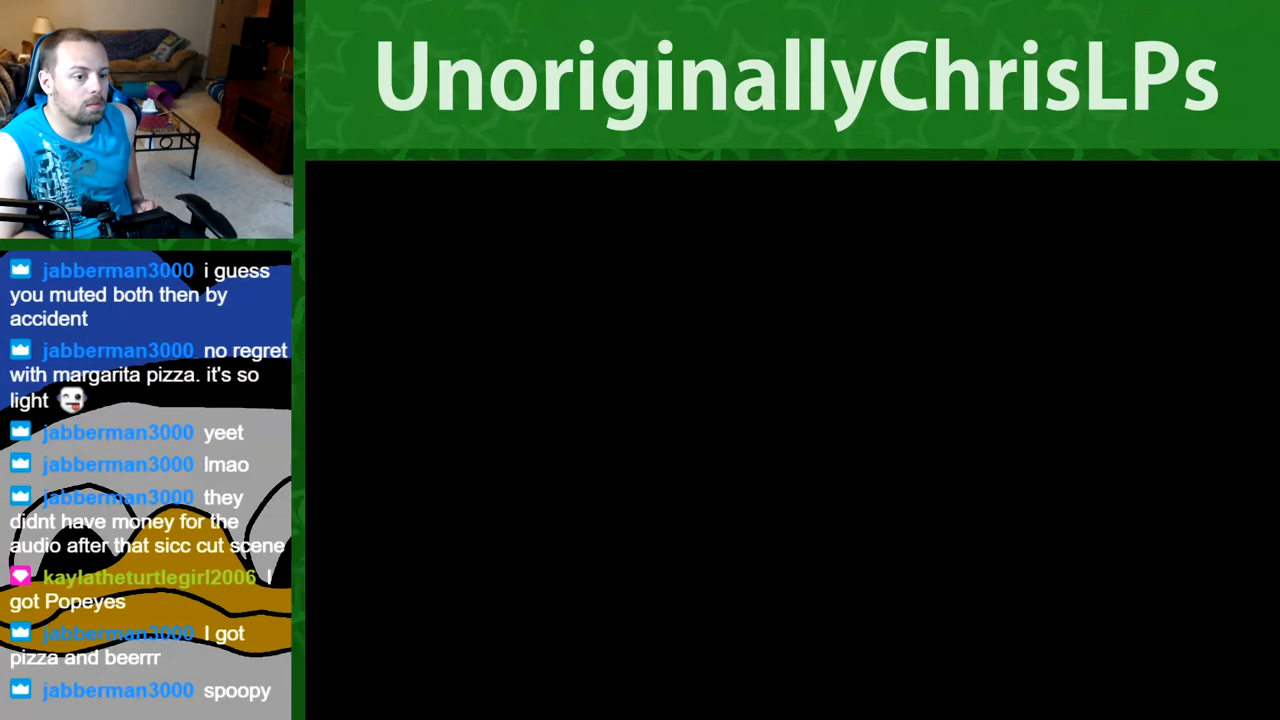 UnoriginallyChrisLPs
jabberman3000 i guess
you muted both then by
accident
jabberman3000 no regret
with margarita pizza. it's so
light
jabberman3000 yeet
jabberman3000 lmao
jabberman3000 they
didnt have money for the
audio after that sicc cut scene
kaylatheturtlegirl2006 I
got Popeyes
jabberman3000 I got
pizza and beerrr
jabberman3000 spoopy